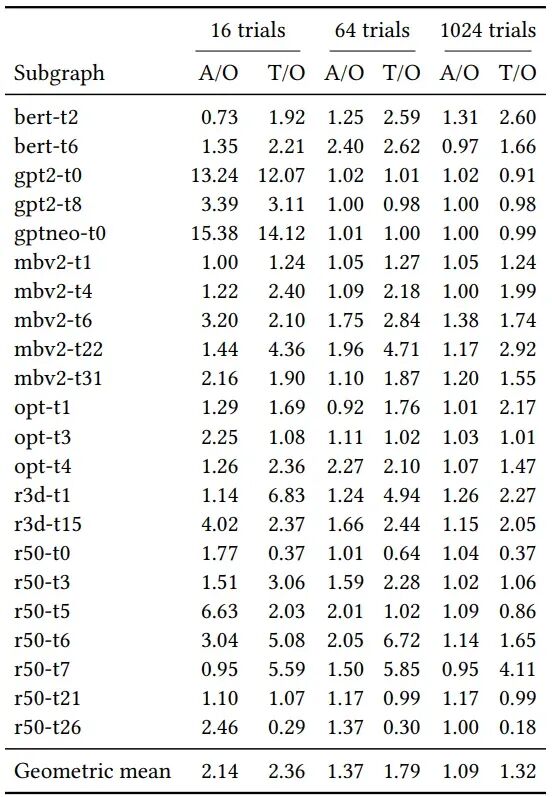 16 trials 64 trials 1024 trials
Subgraph A/O T/O A/O T/O A/O T/O
bert-t2 0.73 1.92 1.25 2.59 1.31 2.60
bert-t6 1.35 2.21 2.40 2.62 0.97 1.66
gpt2-t0 13.24 12.07 1.02 1.01 1.02 0.91
gpt2-t8 3.39 3.11 1.00 0.98 1.00 0.98
gptneo-t0 15.38 14.12 1.01 1.00 1.00 0.99
mbv2-t1 1.00 1.24 1.05 1.27 1.05 1.24
mbv2-t4 1.22 2.40 1.09 2.18 1.00 1.99
mbv2-t6 3.20 2.10 1.75 2.84 1.38 1.74
mbv2-t22 1.44 4.36 1.96 4.71 1.17 2.92
mbv2-t31 2.16 1.90 1.10 1.87 1.20 1.55
opt-t1 1.29 1.69 0.92 1.76 1.01 2.17
opt-t3 2.25 1.08 1.11 1.02 1.03 1.01
opt-t4 1.26 2.36 2.27 2.10 1.07 1.47
r3d-t1 1.14 6.83 1.24 4.94 1.26 2.27
r3d-t15 4.02 2.37 1.66 2.44 1.15 2.05
r50-t0 1.77 0.37 1.01 0.64 1.04 0.37
r50-t3 1.51 3.06 1.59 2.28 1.02 1.06
r50-t5 6.63 2.03 2.01 1.02 1.09 0.86
r50-t6 3.04 5.08 2.05 6.72 1.14 1.65
r50-t7 0.95 5.59 1.50 5.85 0.95 4.11
r50-t21 1.10 1.07 1.17 0.99 1.17 0.99
r50-t26 2.46 0.29 1.37 0.30 1.00 0.18
Geometric mean 2.14 2.36 1.37 1.79 1.09 1.32